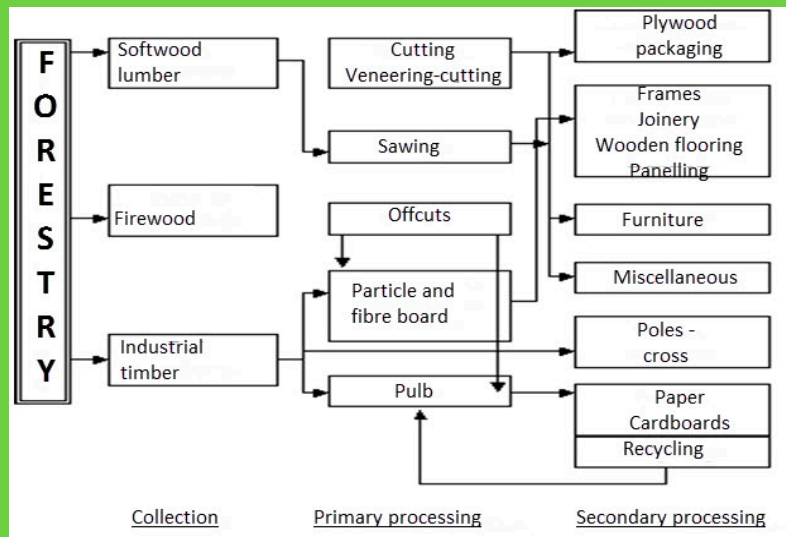 FORESTRY
Softwood
lumber
Firewood
Industrial
timber
Cutting
Veneering-cutting
Sawing
Offcuts
Particle and
fibre board
Pulb
Plywood
packaging
Frames
Joinery
Wooden flooring
Panelling
Furniture
Miscellaneous
Poles -
cross
Paper
Cardboards
Recycling
Collection
Primary processing
Secondary processing